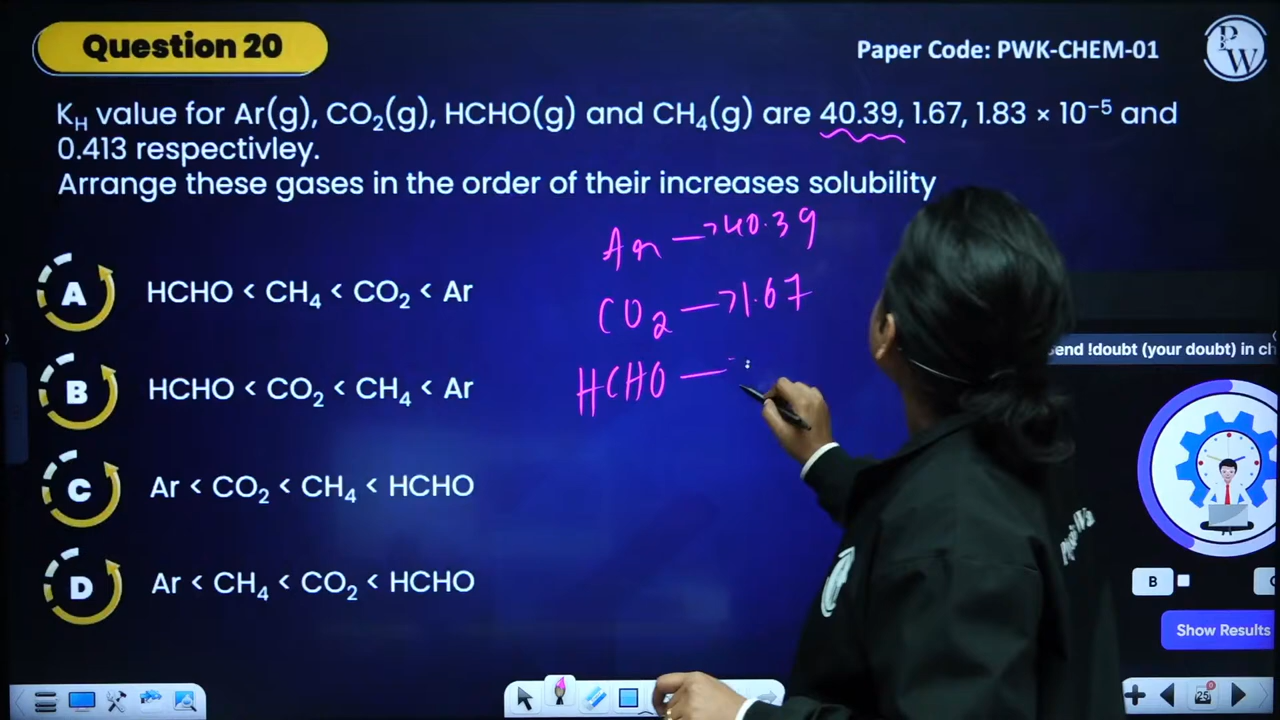 Question 20
Paper Code: PWK-CHEM-01
PW
K_H value for Ar(g), CO₂(g), HCHO(g) and CH₄(g) are 40.39, 1.67, 1.83 × 10⁻⁵ and
0.413 respectivley.
Arrange these gases in the order of their increases solubility
Ar → 40.39
CO₂ → 1.67
HCHO —
A HCHO < CH₄ < CO₂ < Ar
B HCHO < CO₂ < CH₄ < Ar
C Ar < CO₂ < CH₄ < HCHO
D Ar < CH₄ < CO₂ < HCHO
end !doubt (your doubt) in ch
B
Show Results
25